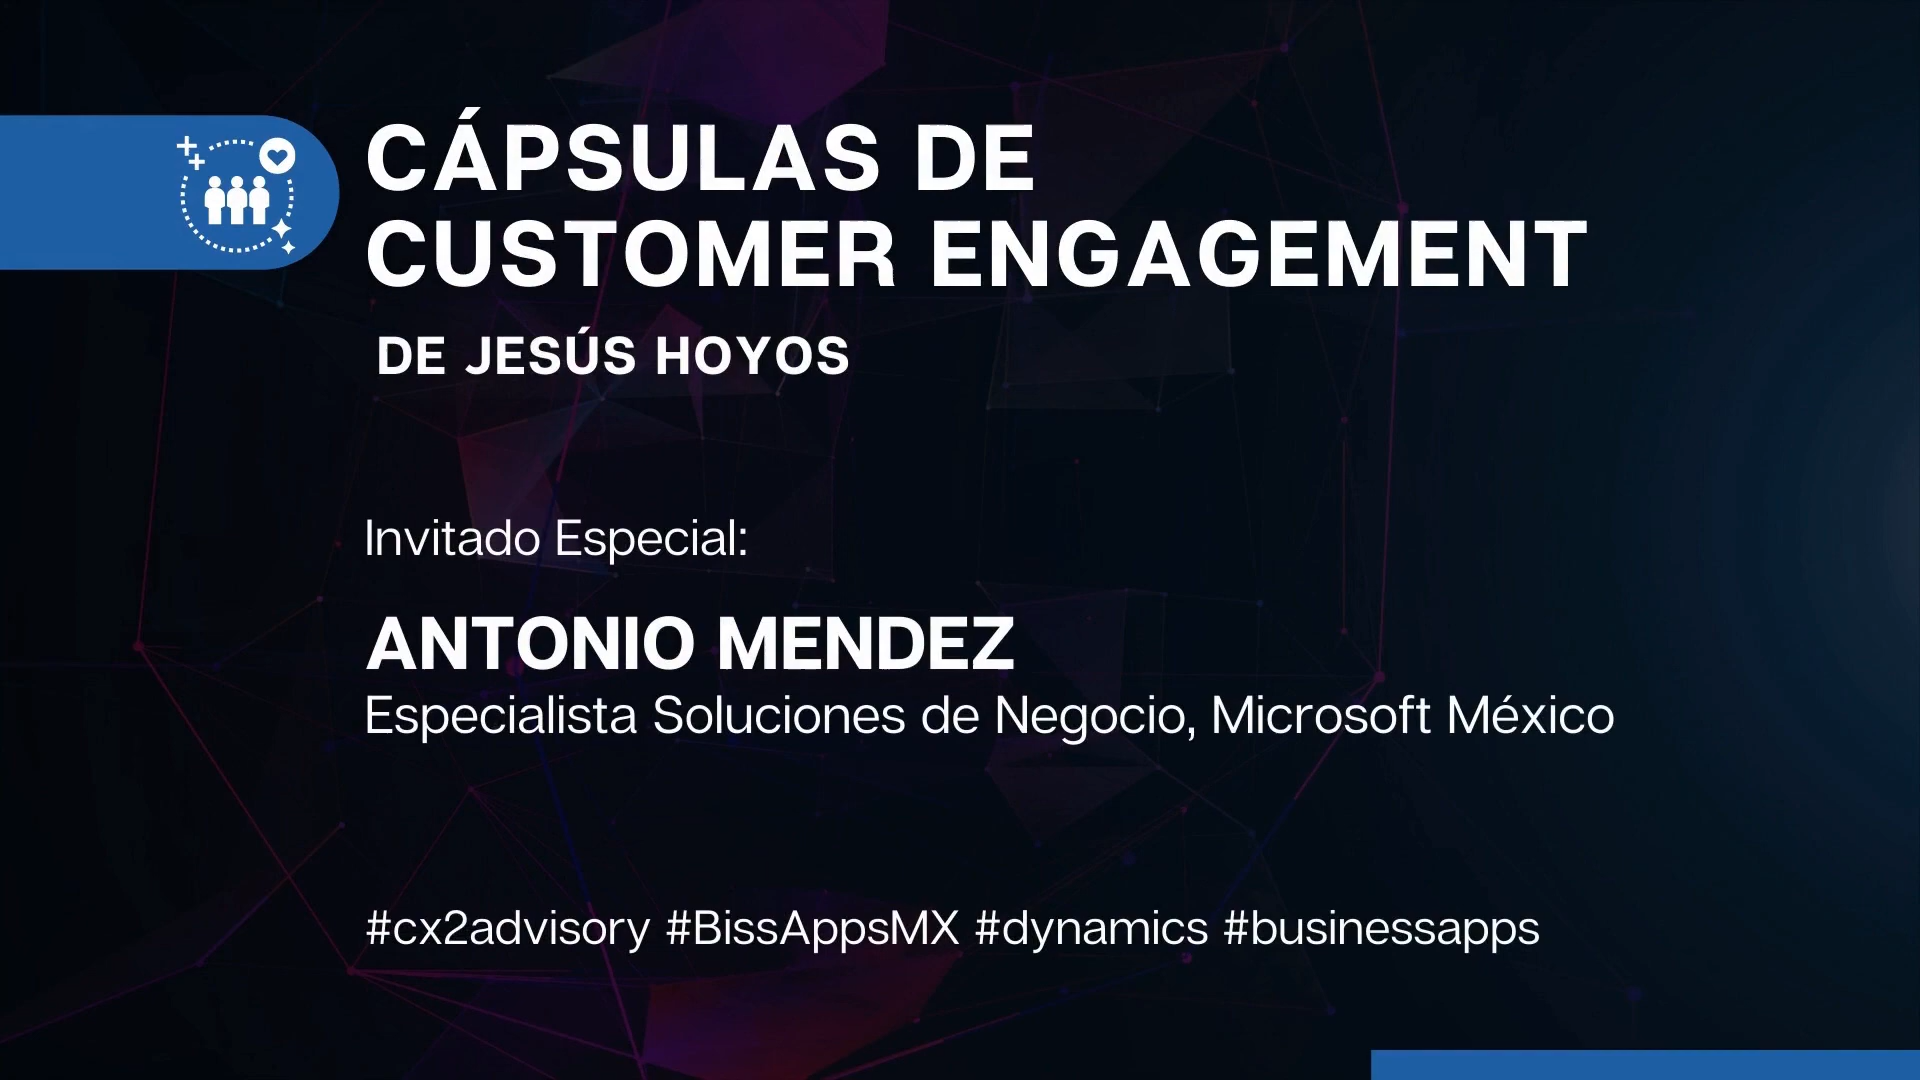 CÁPSULAS DE
CUSTOMER ENGAGEMENT
DE JESÚS HOYOS
Invitado Especial:
ANTONIO MENDEZ
Especialista Soluciones de Negocio, Microsoft México
#cx2advisory #BissAppsMX #dynamics #businessapps